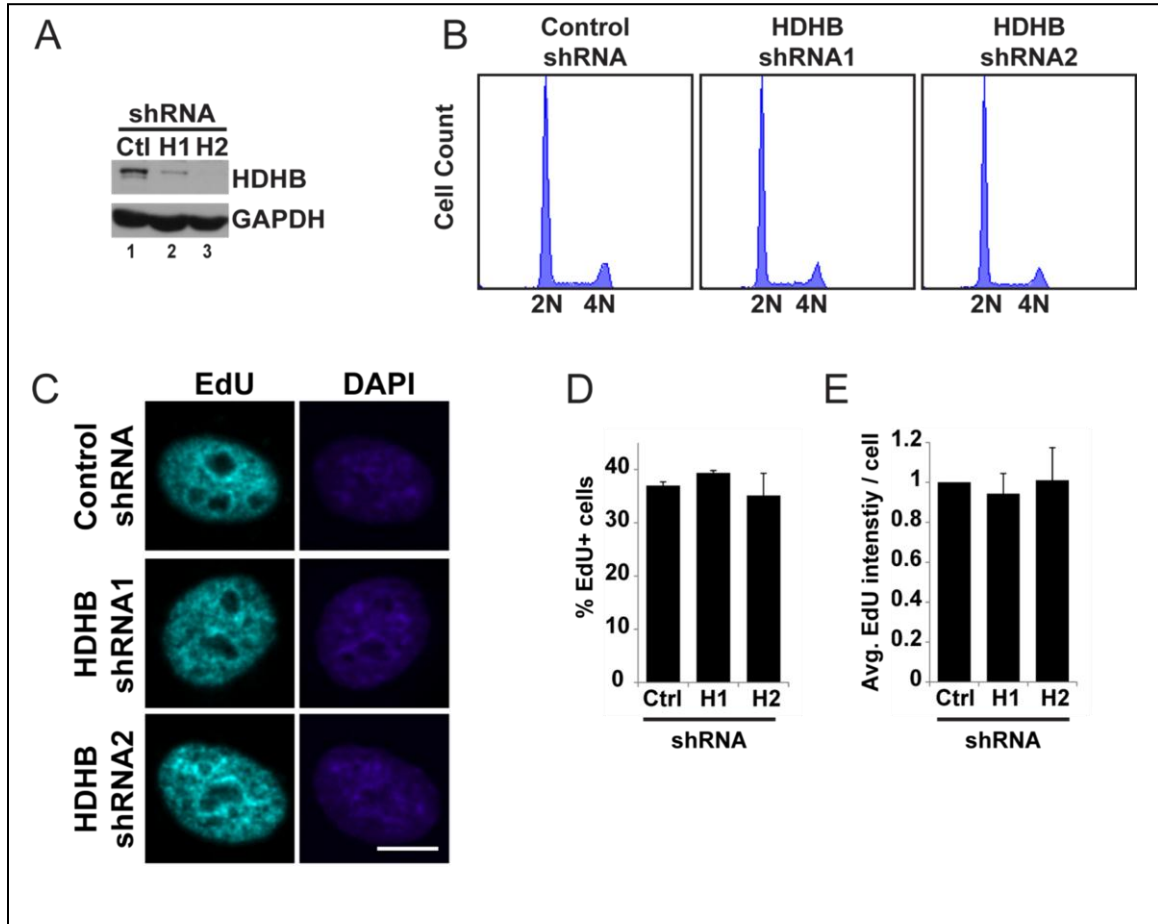 A
shRNA
Ctl H1 H2
HDHB
GAPDH
1 2 3
B
Control
shRNA
HDHB
shRNA1
HDHB
shRNA2
Cell Count
2N 4N
2N 4N
2N 4N
C
EdU
DAPI
Control
shRNA
HDHB
shRNA1
HDHB
shRNA2
D
% EdU+ cells
40
30
20
10
0
Ctrl H1 H2
shRNA
E
Avg. EdU intenstiy / cell
1.2
1
0.8
0.6
0.4
0.2
0
Ctrl H1 H2
shRNA